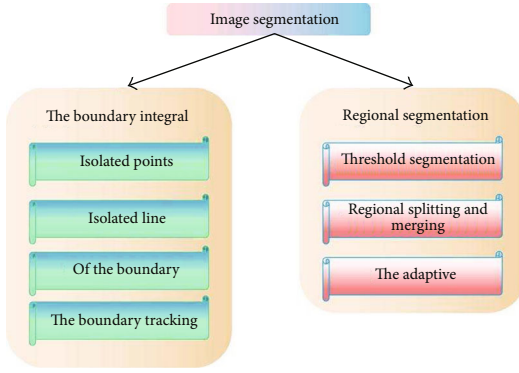 Image segmentation
The boundary integral
Isolated points
Isolated line
Of the boundary
The boundary tracking
Regional segmentation
Threshold segmentation
Regional splitting and
merging
The adaptive